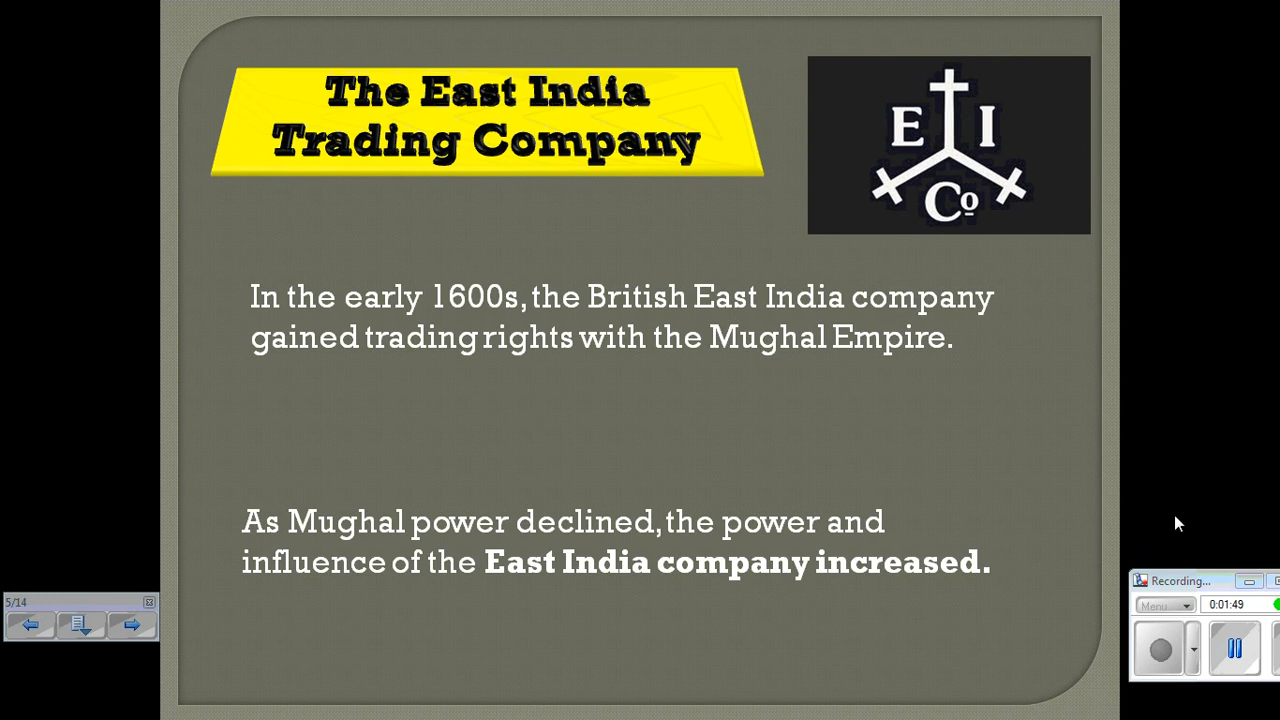 The East India
Trading Company
E I
Co
In the early 1600s, the British East India company
gained trading rights with the Mughal Empire.
As Mughal power declined, the power and
influence of the East India company increased.
5/14
Recording...
Menu
0:01:49